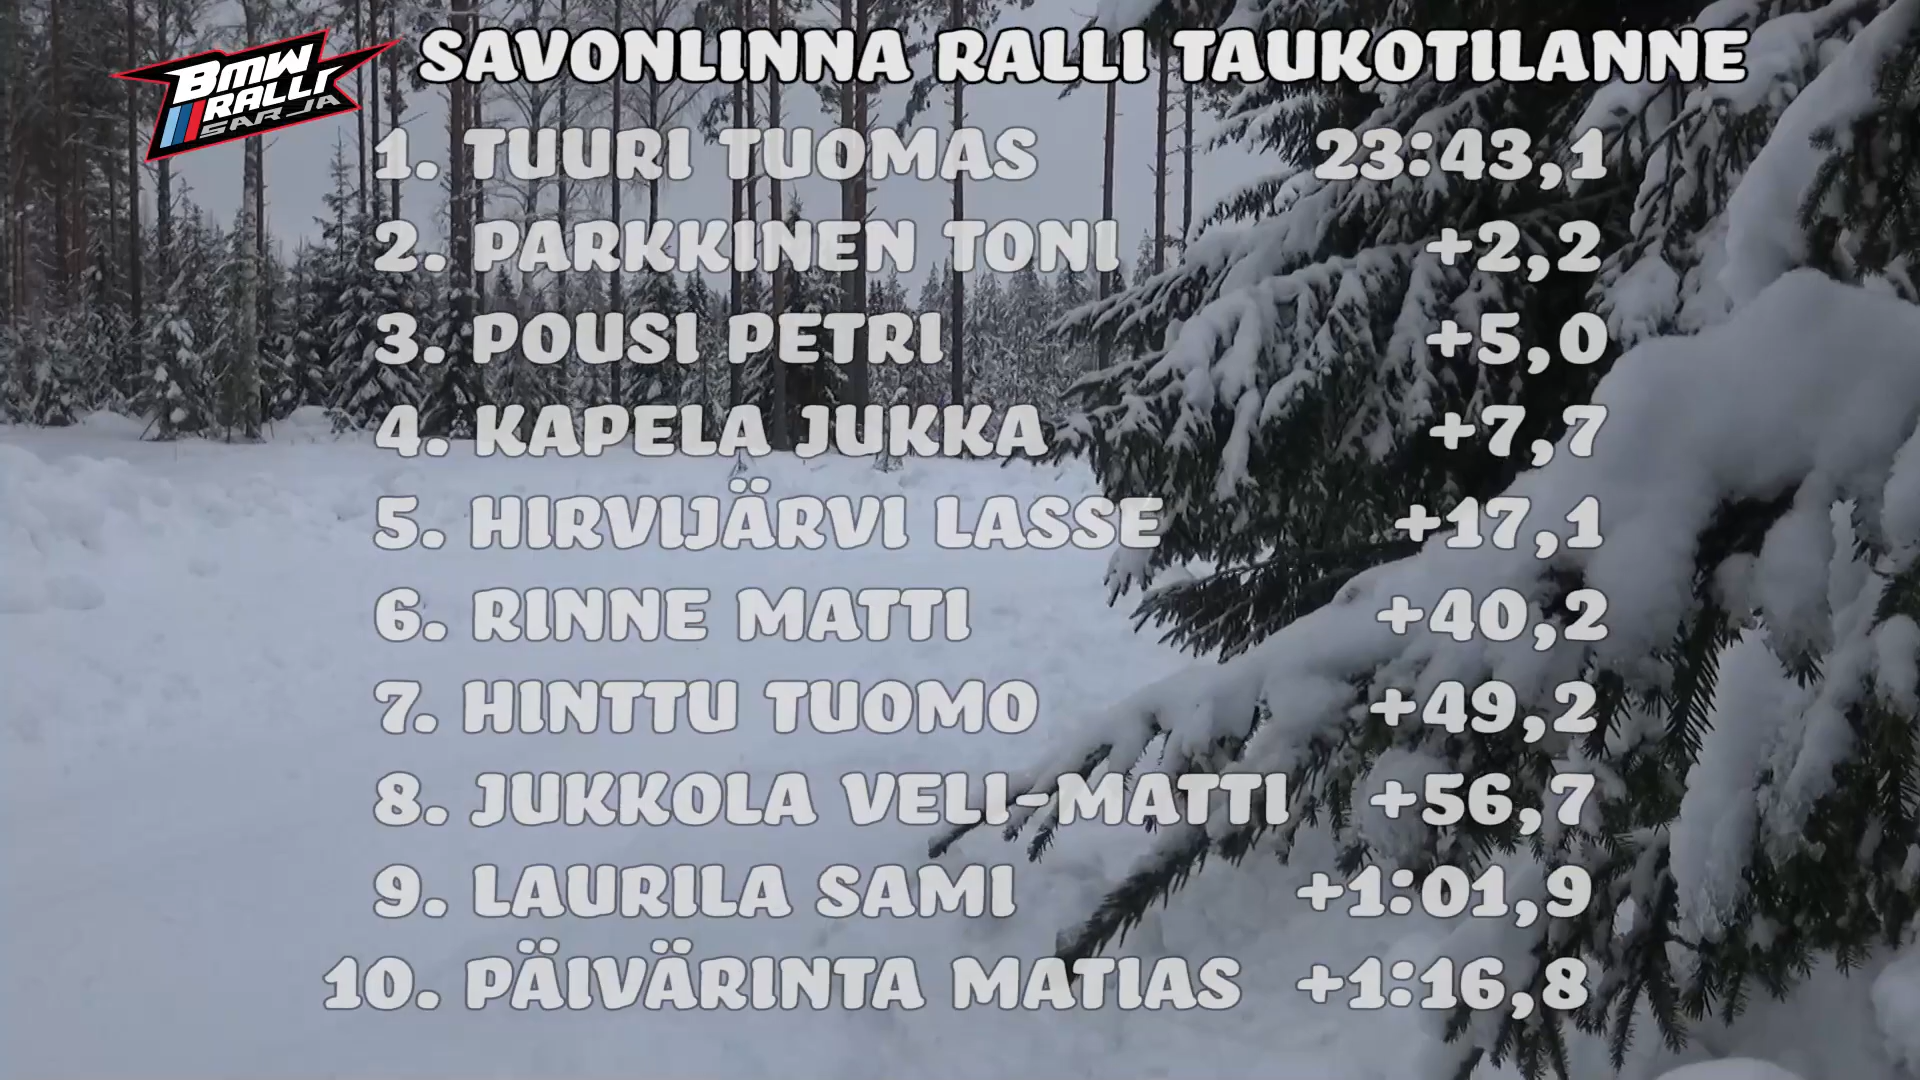 BMW
RALLI
SARJA
SAVONLINNA RALLI TAUKOTILANNE
1. TUURI TUOMAS 23:43,1
2. PARKKINEN TONI +2,2
3. POUSI PETRI +5,0
4. KAPELA JUKKA +7,7
5. HIRVIJÄRVI LASSE +17,1
6. RINNE MATTI +40,2
7. HINTTU TUOMO +49,2
8. JUKKOLA VELI-MATTI +56,7
9. LAURILA SAMI +1:01,9
10. PÄIVÄRINTA MATIAS +1:16,8